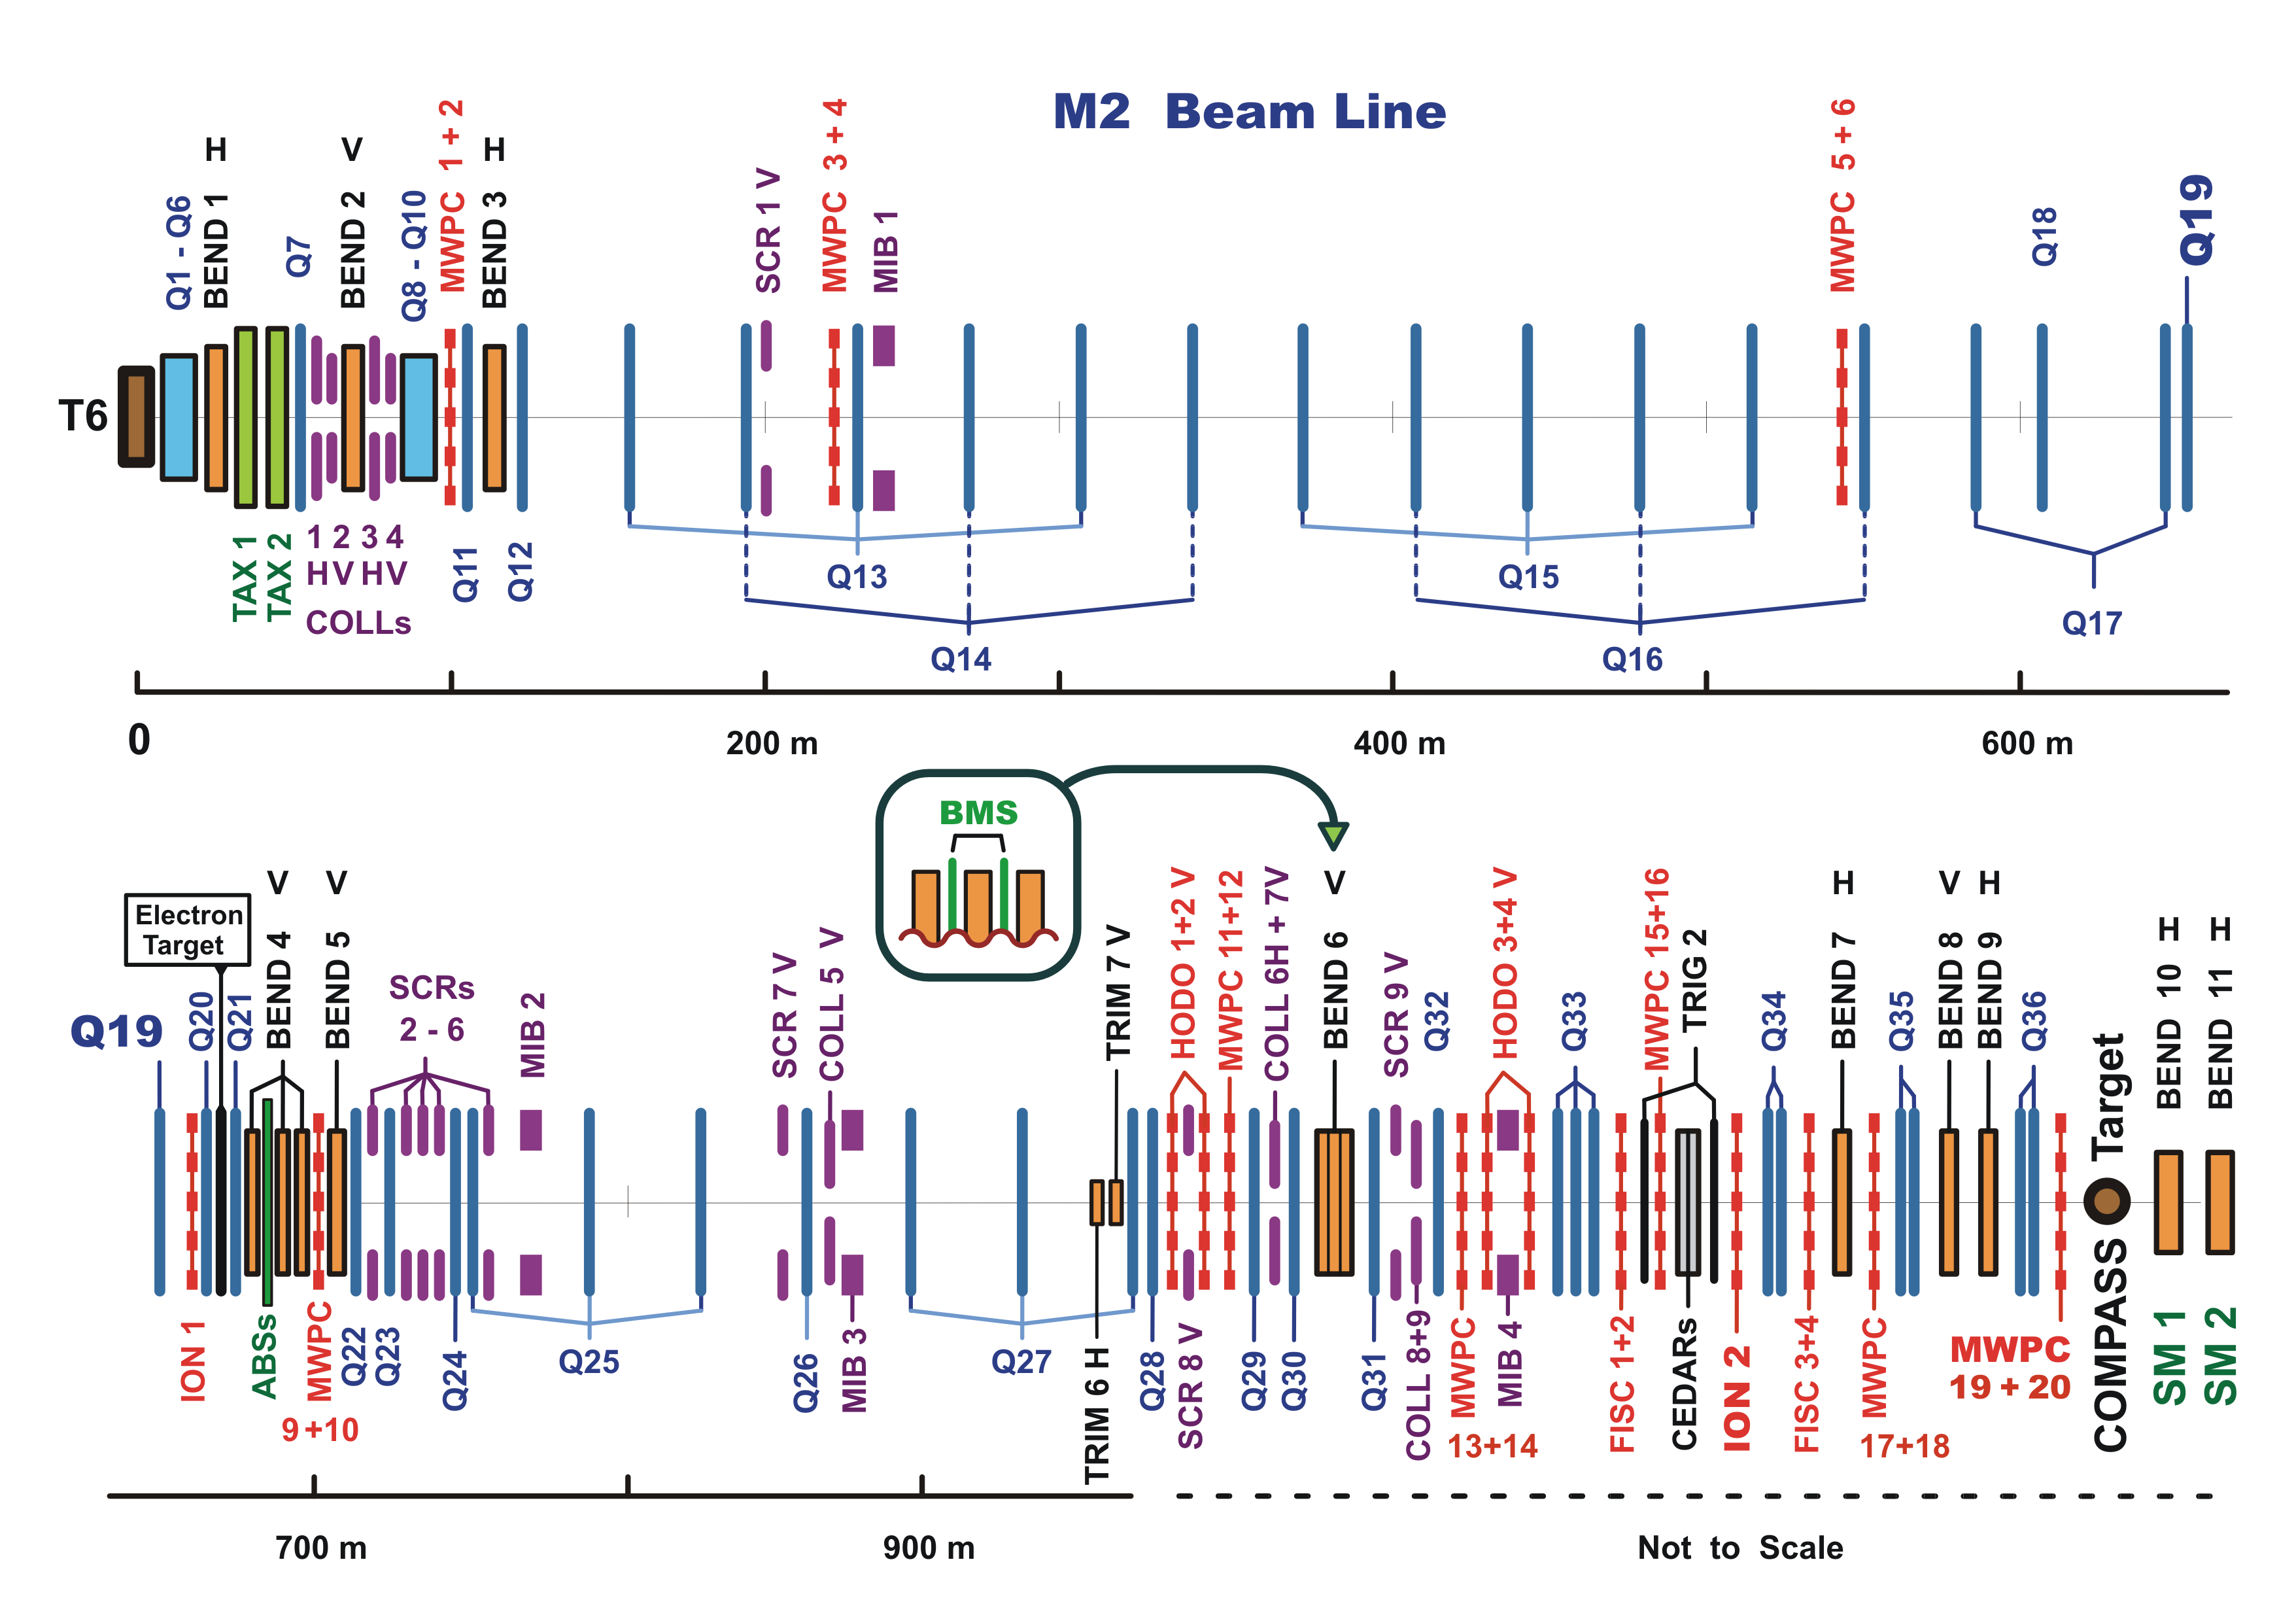 M2 Beam Line
H
V
H
Q1 - Q6
BEND 1
Q7
BEND 2
Q8 - Q10
MWPC 1 + 2
BEND 3
SCR 1 V
MWPC 3 + 4
MIB 1
MWPC 5 + 6
Q18
Q19
T6
TAX 1
TAX 2
1 2 3 4
H V H V
COLLs
Q11
Q12
Q13
Q14
Q15
Q16
Q17
0
200 m
400 m
600 m
BMS
Electron
Target
Q19
Q20
Q21
BEND 4 V
BEND 5 V
SCRs
2 - 6
MIB 2
SCR 7 V
COLL 5 V
TRIM 7 V
HODO 1+2 V
MWPC 11+12
COLL 6H + 7V
BEND 6 V
SCR 9 V
Q32
HODO 3+4 V
Q33
MWPC 15+16
TRIG 2
Q34
BEND 7 H
Q35
BEND 8 V
BEND 9 H
Q36
COMPASS Target
BEND 10 H
BEND 11 H
ION 1
ABSs
MWPC
9 +10
Q22
Q23
Q24
Q25
Q26
MIB 3
Q27
TRIM 6 H
Q28
SCR 8 V
Q29
Q30
Q31
COLL 8+9
MWPC
13+14
MIB 4
FISC 1+2
CEDARs
ION 2
FISC 3+4
MWPC
17+18
MWPC
19 + 20
SM 1
SM 2
700 m
900 m
Not to Scale